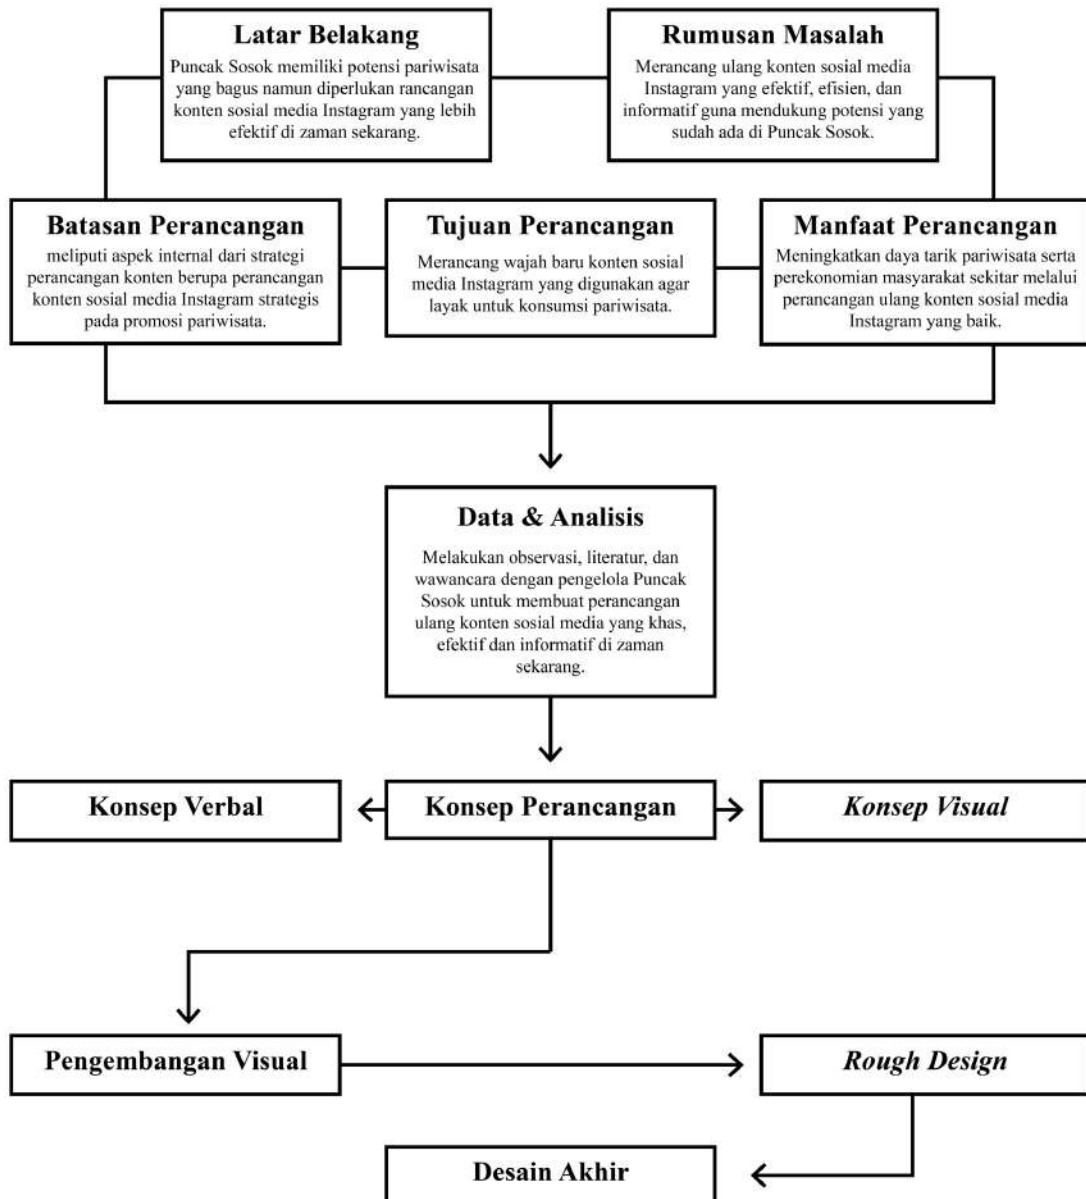 Latar Belakang
Puncak Sosok memiliki potensi pariwisata
yang bagus namun diperlukan rancangan
konten sosial media Instagram yang lebih
efektif di zaman sekarang.
Rumusan Masalah
Merancang ulang konten sosial media
Instagram yang efektif, efisien, dan
informatif guna mendukung potensi yang
sudah ada di Puncak Sosok.
Batasan Perancangan
meliputi aspek internal dari strategi
perancangan konten berupa perancangan
konten sosial media Instagram strategis
pada promosi pariwisata.
Tujuan Perancangan
Merancang wajah baru konten sosial
media Instagram yang digunakan agar
layak untuk konsumsi pariwisata.
Manfaat Perancangan
Meningkatkan daya tarik pariwisata serta
perekonomian masyarakat sekitar melalui
perancangan ulang konten sosial media
Instagram yang baik.
Data & Analisis
Melakukan observasi, literatur, dan
wawancara dengan pengelola Puncak
Sosok untuk membuat perancangan
ulang konten sosial media yang khas,
efektif dan informatif di zaman
sekarang.
Konsep Verbal
Konsep Perancangan
Konsep Visual
Pengembangan Visual
Rough Design
Desain Akhir